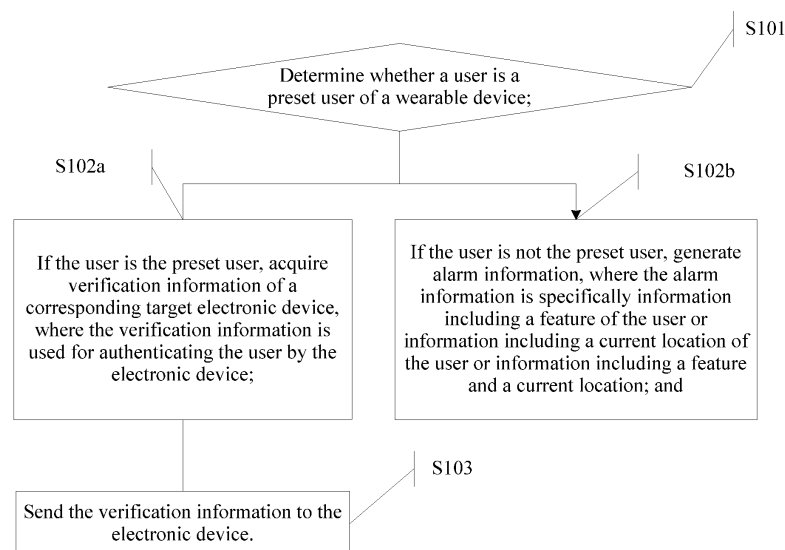 S101
Determine whether a user is a
preset user of a wearable device;
S102a
S102b
If the user is the preset user, acquire
verification information of a
corresponding target electronic device,
where the verification information is
used for authenticating the user by the
electronic device;
If the user is not the preset user, generate
alarm information, where the alarm
information is specifically information
including a feature of the user or
information including a current location of
the user or information including a feature
and a current location; and
S103
Send the verification information to the
electronic device.